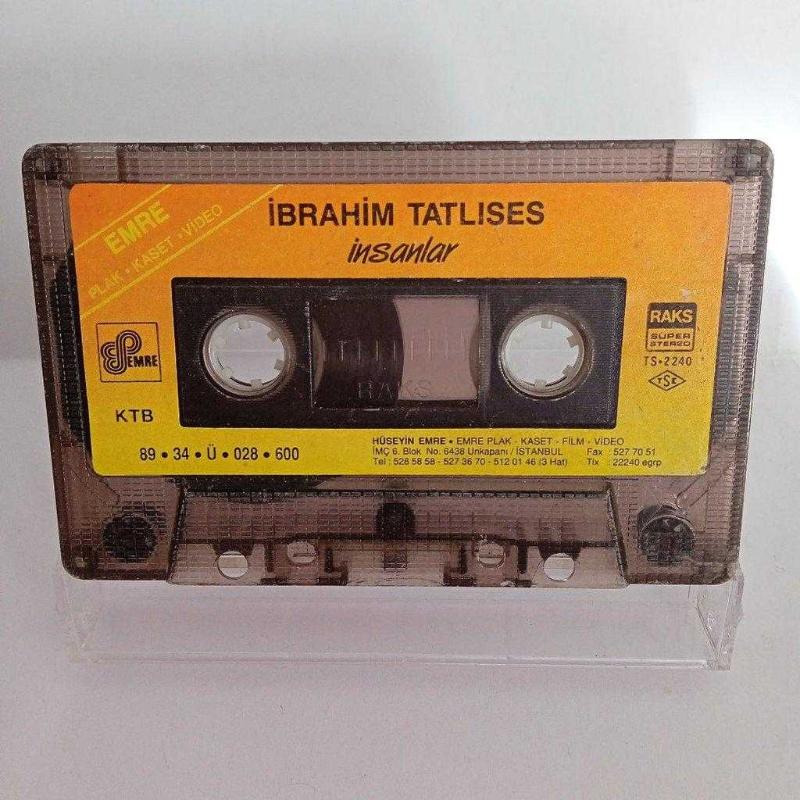 EMRE
PLAK • KASET • VİDEO
İBRAHİM TATLISES
insanlar
EMRE
RAKS
SÜPER
STEREO
TS•2240
TSE
RAKS
KTB
89 • 34 • Ü • 028 • 600
HÜSEYİN EMRE • EMRE PLAK - KASET - FİLM - VİDEO
İMÇ 6. Blok No: 6438 Unkapanı / İSTANBUL Fax : 527 70 51
Tel : 528 58 58 - 527 36 70 - 512 01 46 (3 Hat) Tlx : 22240 egrp